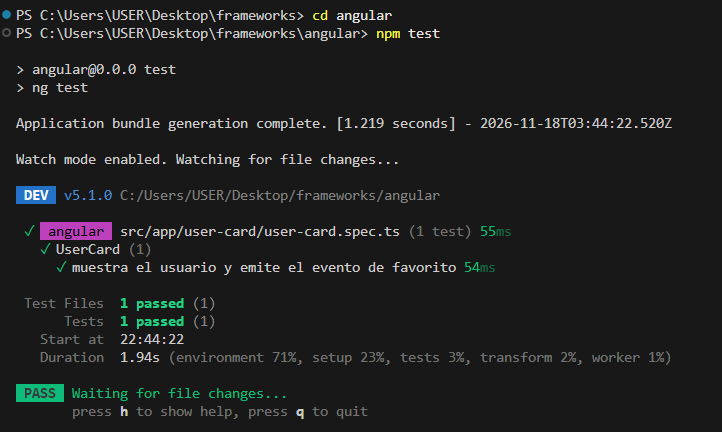 PS C:\Users\USER\Desktop\frameworks> cd angular
PS C:\Users\USER\Desktop\frameworks\angular> npm test
> angular@0.0.0 test
> ng test
Application bundle generation complete. [1.219 seconds] - 2026-11-18T03:44:22.520Z
Watch mode enabled. Watching for file changes...
DEV v5.1.0 C:/Users/USER/Desktop/frameworks/angular
✓ angular src/app/user-card/user-card.spec.ts (1 test) 55ms
✓ UserCard (1)
✓ muestra el usuario y emite el evento de favorito 54ms
Test Files 1 passed (1)
Tests 1 passed (1)
Start at 22:44:22
Duration 1.94s (environment 71%, setup 23%, tests 3%, transform 2%, worker 1%)
PASS Waiting for file changes...
press h to show help, press q to quit